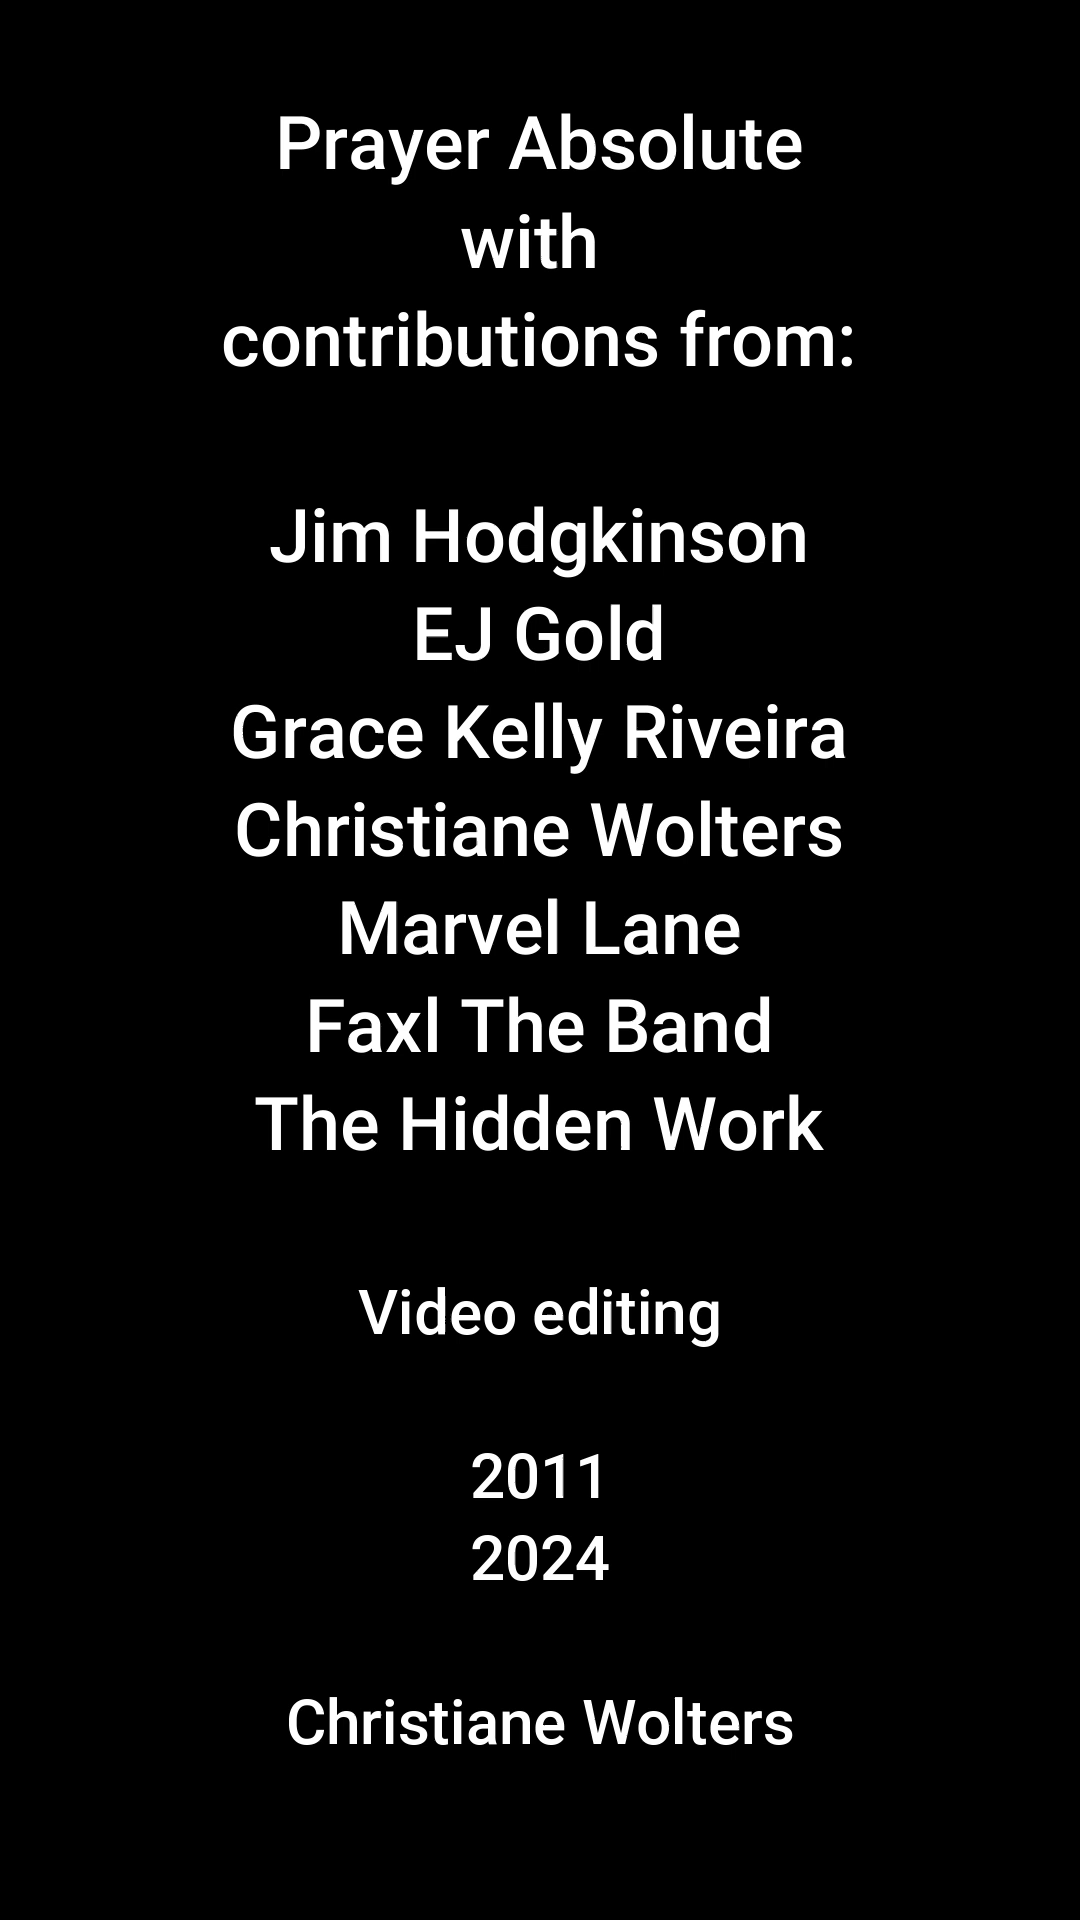 Prayer Absolute
with
contributions from:
Jim Hodgkinson
EJ Gold
Grace Kelly Riveira
Christiane Wolters
Marvel Lane
Faxl The Band
The Hidden Work
Video editing
2011
2024
Christiane Wolters